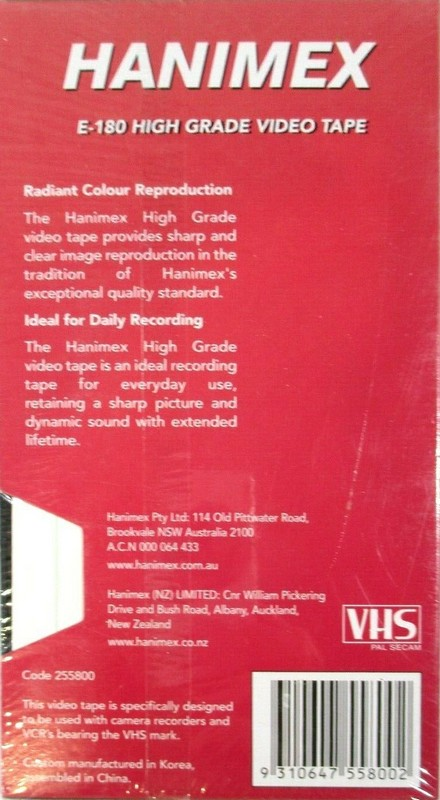 HANIMEX
E-180 HIGH GRADE VIDEO TAPE
Radiant Colour Reproduction
The Hanimex High Grade
video tape provides sharp and
clear image reproduction in the
tradition of Hanimex's
exceptional quality standard.
Ideal for Daily Recording
The Hanimex High Grade
video tape is an ideal recording
tape for everyday use,
retaining a sharp picture and
dynamic sound with extended
lifetime.
Hanimex Pty Ltd: 114 Old Pittwater Road,
Brookvale NSW Australia 2100
A.C.N 000 064 433
www.hanimex.com.au
Hanimex (NZ) LIMITED: Cnr William Pickering
Drive and Bush Road, Albany, Auckland,
New Zealand
www.hanimex.co.nz
VHS
PAL SECAM
Code 255800
This video tape is specifically designed
to be used with camera recorders and
VCR's bearing the VHS mark.
Custom manufactured in Korea,
assembled in China.
9 310647 558002